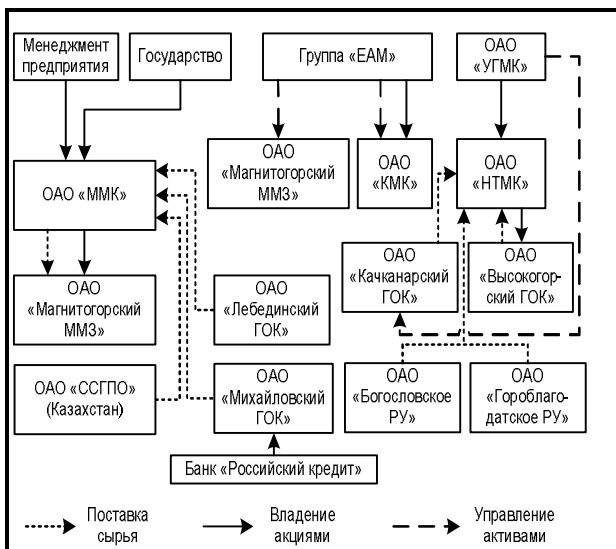 Менеджмент
предприятия
Государство
Группа «ЕАМ»
ОАО
«УГМК»
ОАО «ММК»
ОАО
«Магнитогорский
ММЗ»
ОАО
«КМК»
ОАО
«НТМК»
ОАО
«Магнитогорский
ММЗ»
ОАО
«Лебединский
ГОК»
ОАО
«Качканарский
ГОК»
ОАО
«Высокогор-
ский ГОК»
ОАО «ССГПО»
(Казахстан)
ОАО
«Михайловский
ГОК»
ОАО
«Богословское
РУ»
ОАО
«Гороблаго-
датское РУ»
Банк «Российский кредит»
Поставка
сырья
Владение
акциями
Управление
активами